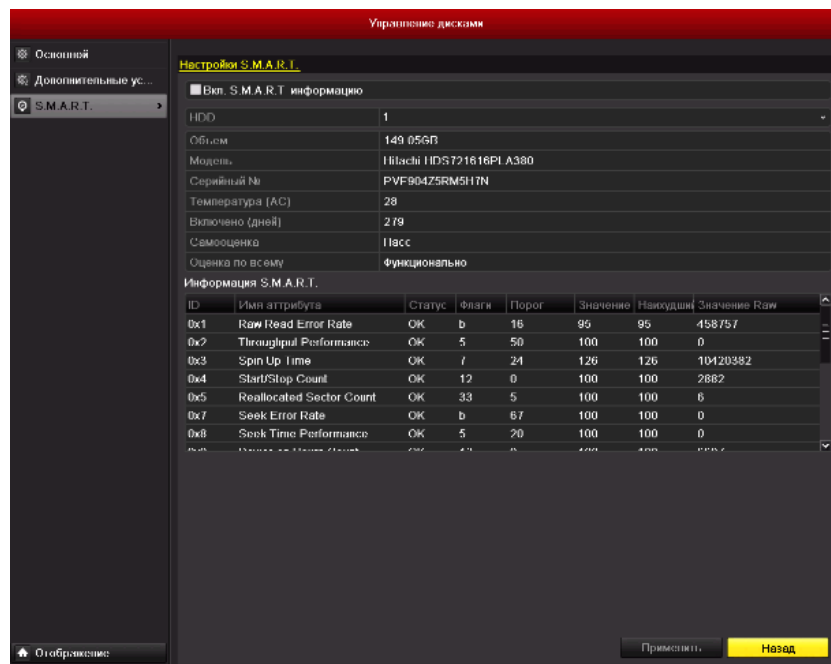 Управление дисками
Основной
Дополнительные ус...
S.M.A.R.T.
Настройки S.M.A.R.T.
Вкл. S.M.A.R.T информацию
HDD 1
Объем 149.05GB
Модель Hitachi HDS721616PLA380
Серийный № PVF904Z5RM5H7N
Температура (АС) 28
Включено (дней) 279
Самооценка Пасс
Оценка по всему Функционально
Информация S.M.A.R.T.
ID Имя аттрибута Статус Флаги Порог Значение Наихудший Значение Raw
0x1 Raw Read Error Rate OK b 16 95 95 458757
0x2 Throughput Performance OK 5 50 100 100 0
0x3 Spin Up Time OK 7 24 126 126 10420382
0x4 Start/Stop Count OK 12 0 100 100 2882
0x5 Reallocated Sector Count OK 33 5 100 100 6
0x7 Seek Error Rate OK b 67 100 100 0
0x8 Seek Time Performance OK 5 20 100 100 0
Применить
Назад
Отображение